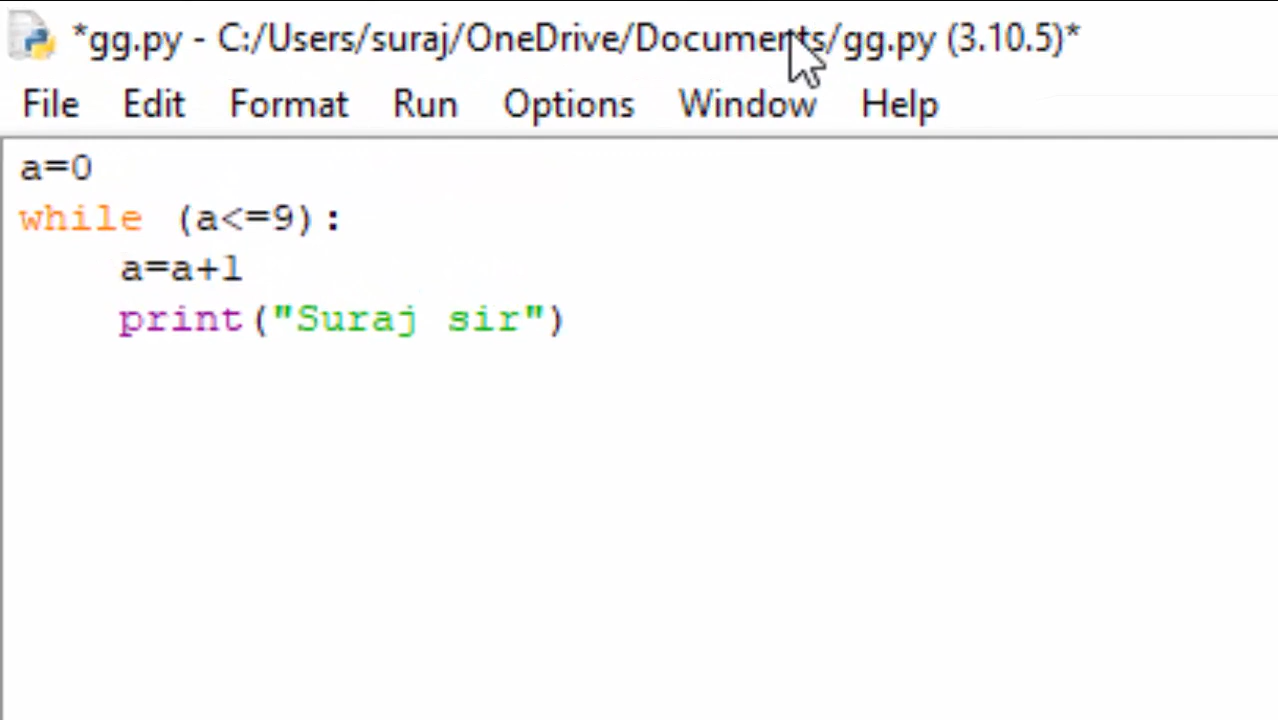 *gg.py - C:/Users/suraj/OneDrive/Documents/gg.py (3.10.5)*
File Edit Format Run Options Window Help
a=0
while (a<=9):
    a=a+1
    print("Suraj sir")